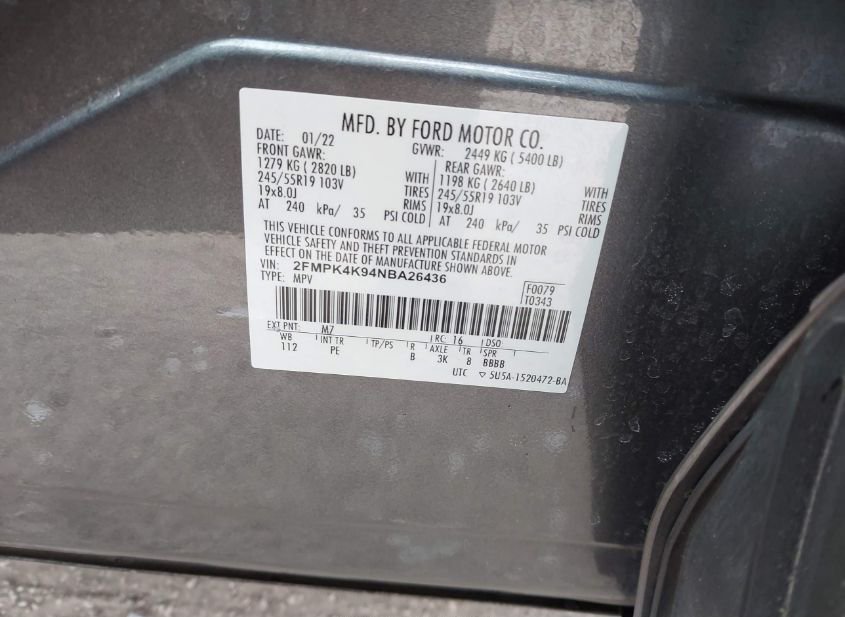 MFD. BY FORD MOTOR CO.
DATE: 01/22 GVWR: 2449 KG ( 5400 LB)
FRONT GAWR: REAR GAWR:
1279 KG ( 2820 LB) WITH 1198 KG ( 2640 LB) WITH
245/55R19 103V TIRES 245/55R19 103V TIRES
19x8.0J RIMS 19x8.0J RIMS
AT 240 kPa/ 35 PSI COLD AT 240 kPa/ 35 PSI COLD
THIS VEHICLE CONFORMS TO ALL APPLICABLE FEDERAL MOTOR
VEHICLE SAFETY AND THEFT PREVENTION STANDARDS IN
EFFECT ON THE DATE OF MANUFACTURE SHOWN ABOVE.
VIN: 2FMPK4K94NBA26436
TYPE: MPV
F0079
T0343
EXT PNT: M7 RC: 16 DSO:
WB INT TR TP/PS R AXLE TR SPR
112 PE B 3K 8 BBBB
UTC ▽ 5U5A-1520472-BA